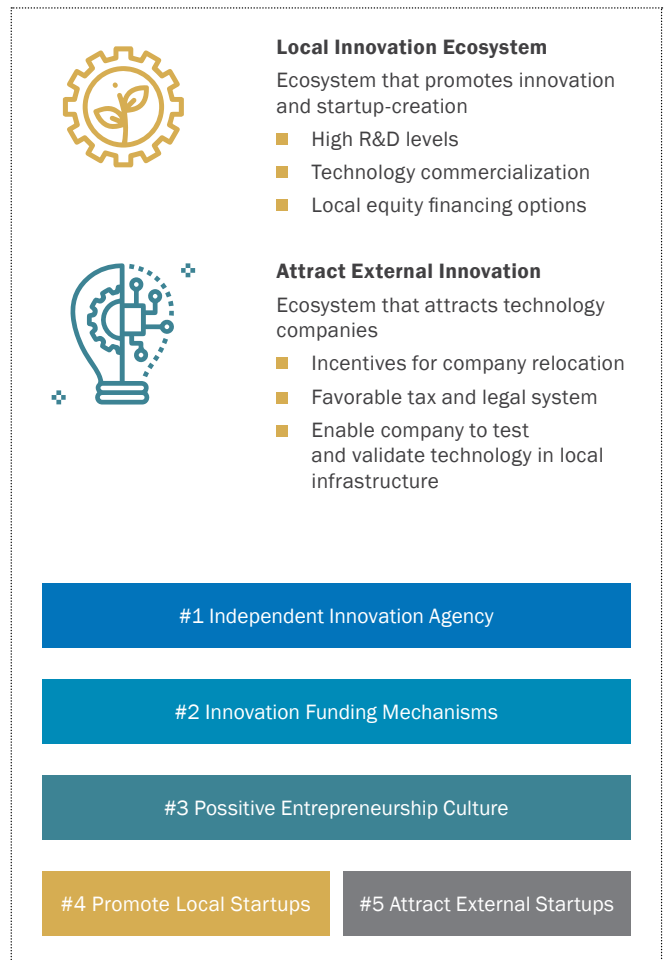 Local Innovation Ecosystem
Ecosystem that promotes innovation
and startup-creation
High R&D levels
Technology commercialization
Local equity financing options
Attract External Innovation
Ecosystem that attracts technology
companies
Incentives for company relocation
Favorable tax and legal system
Enable company to test
and validate technology in local
infrastructure
#1 Independent Innovation Agency
#2 Innovation Funding Mechanisms
#3 Possitive Entrepreneurship Culture
#4 Promote Local Startups
#5 Attract External Startups